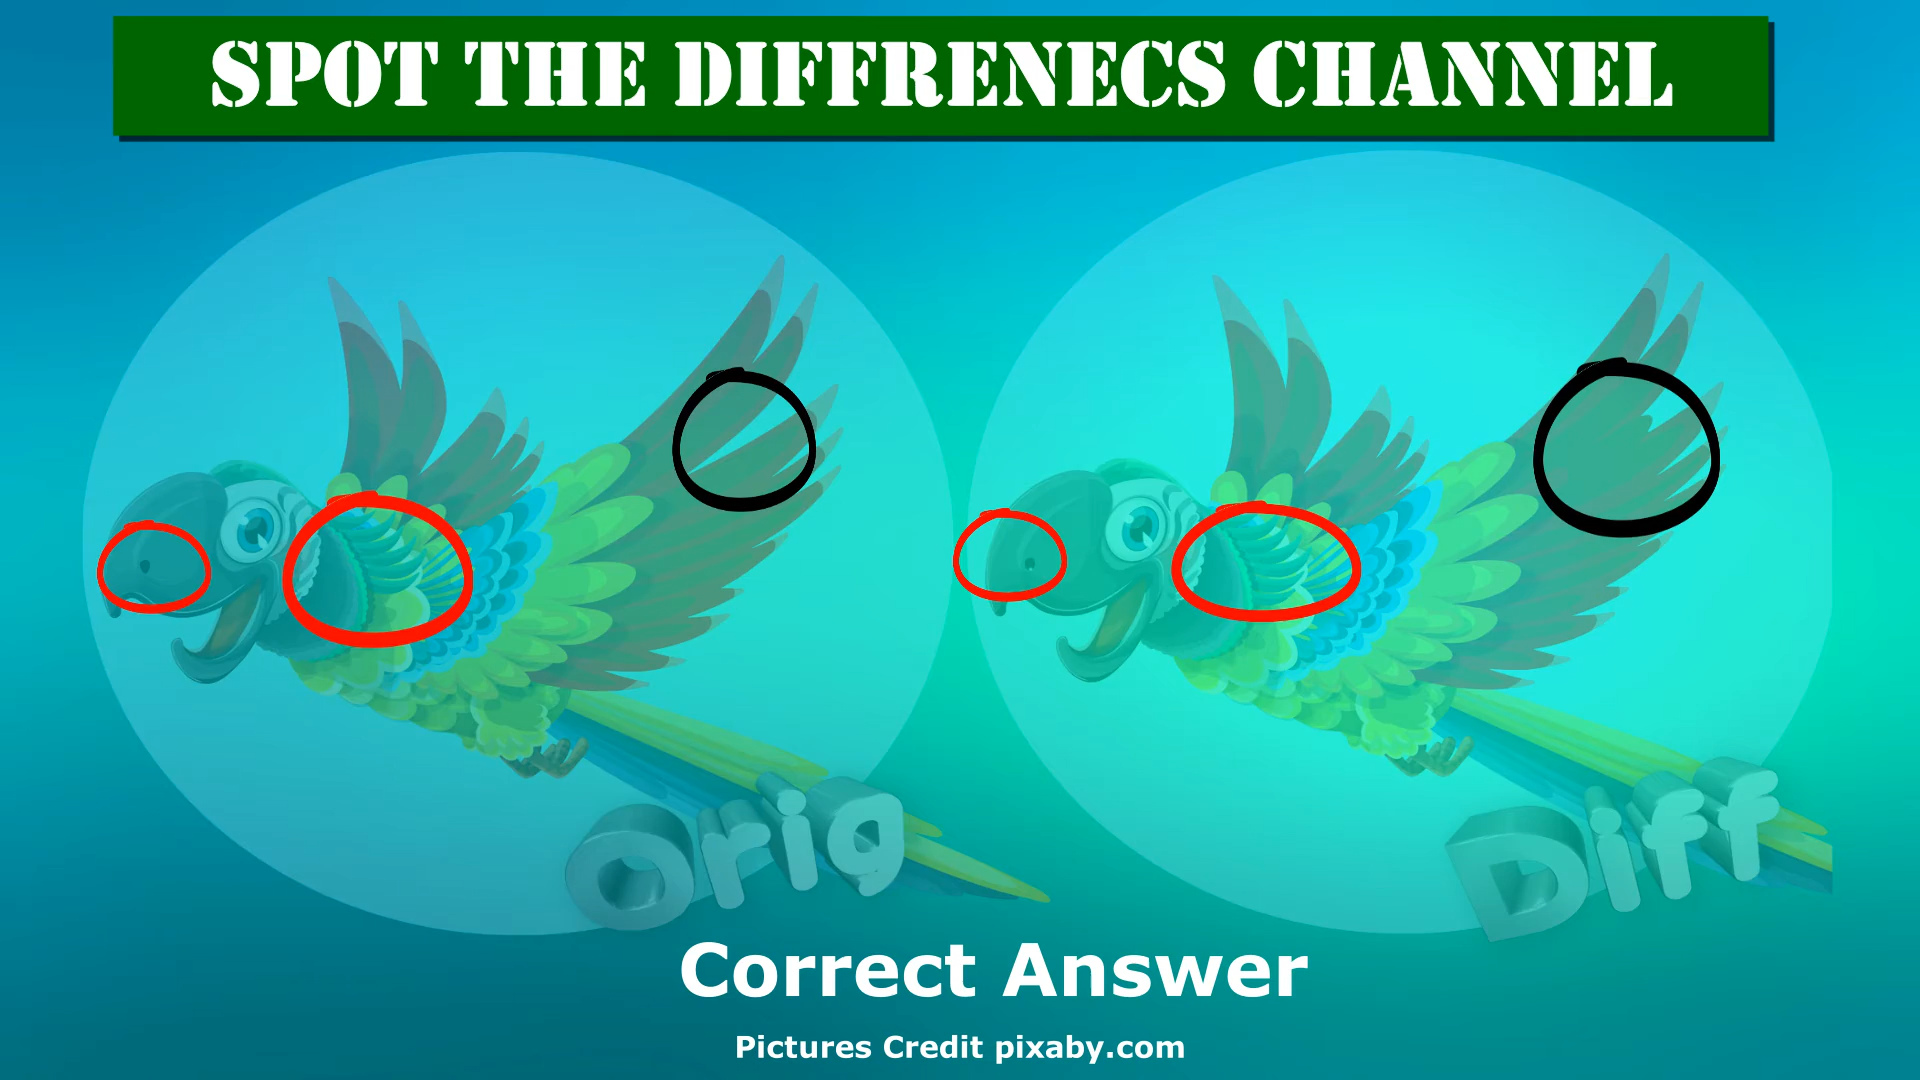 SPOT THE DIFFRENECS CHANNEL
Orig
Diff
Correct Answer
Pictures Credit pixaby.com